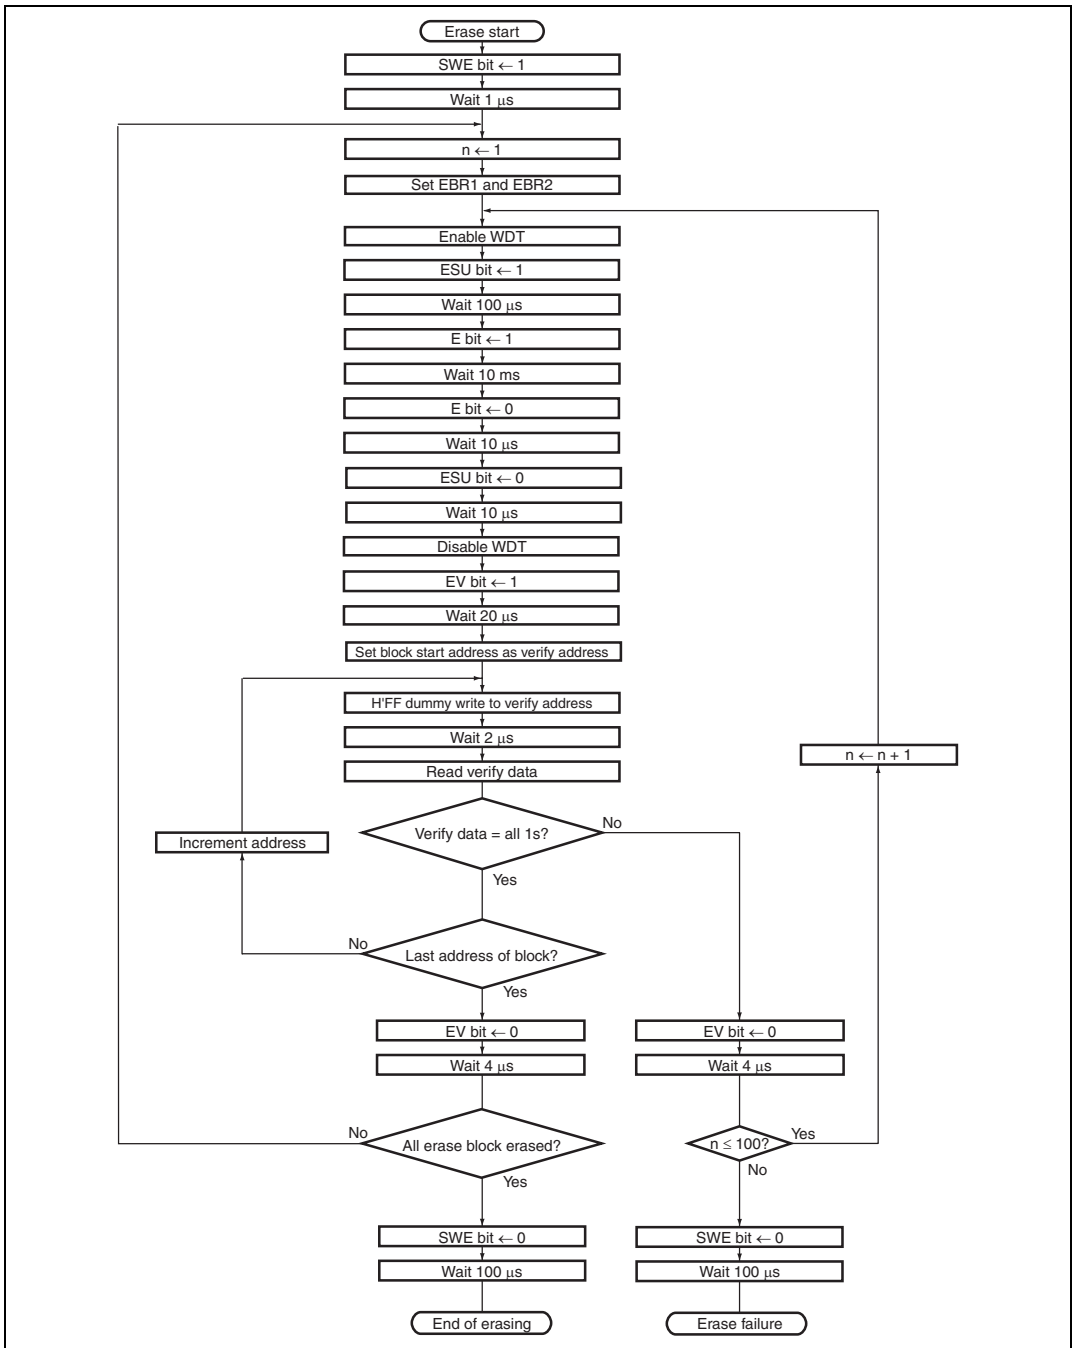 Erase start
SWE bit ← 1
Wait 1 μs
n ← 1
Set EBR1 and EBR2
Enable WDT
ESU bit ← 1
Wait 100 μs
E bit ← 1
Wait 10 ms
E bit ← 0
Wait 10 μs
ESU bit ← 0
Wait 10 μs
Disable WDT
EV bit ← 1
Wait 20 μs
Set block start address as verify address
H'FF dummy write to verify address
Wait 2 μs
n ← n + 1
Read verify data
No
Verify data = all 1s?
Increment address
Yes
No
Last address of block?
Yes
EV bit ← 0
EV bit ← 0
Wait 4 μs
Wait 4 μs
No
All erase block erased?
n ≤ 100?
Yes
No
Yes
SWE bit ← 0
SWE bit ← 0
Wait 100 μs
Wait 100 μs
End of erasing
Erase failure